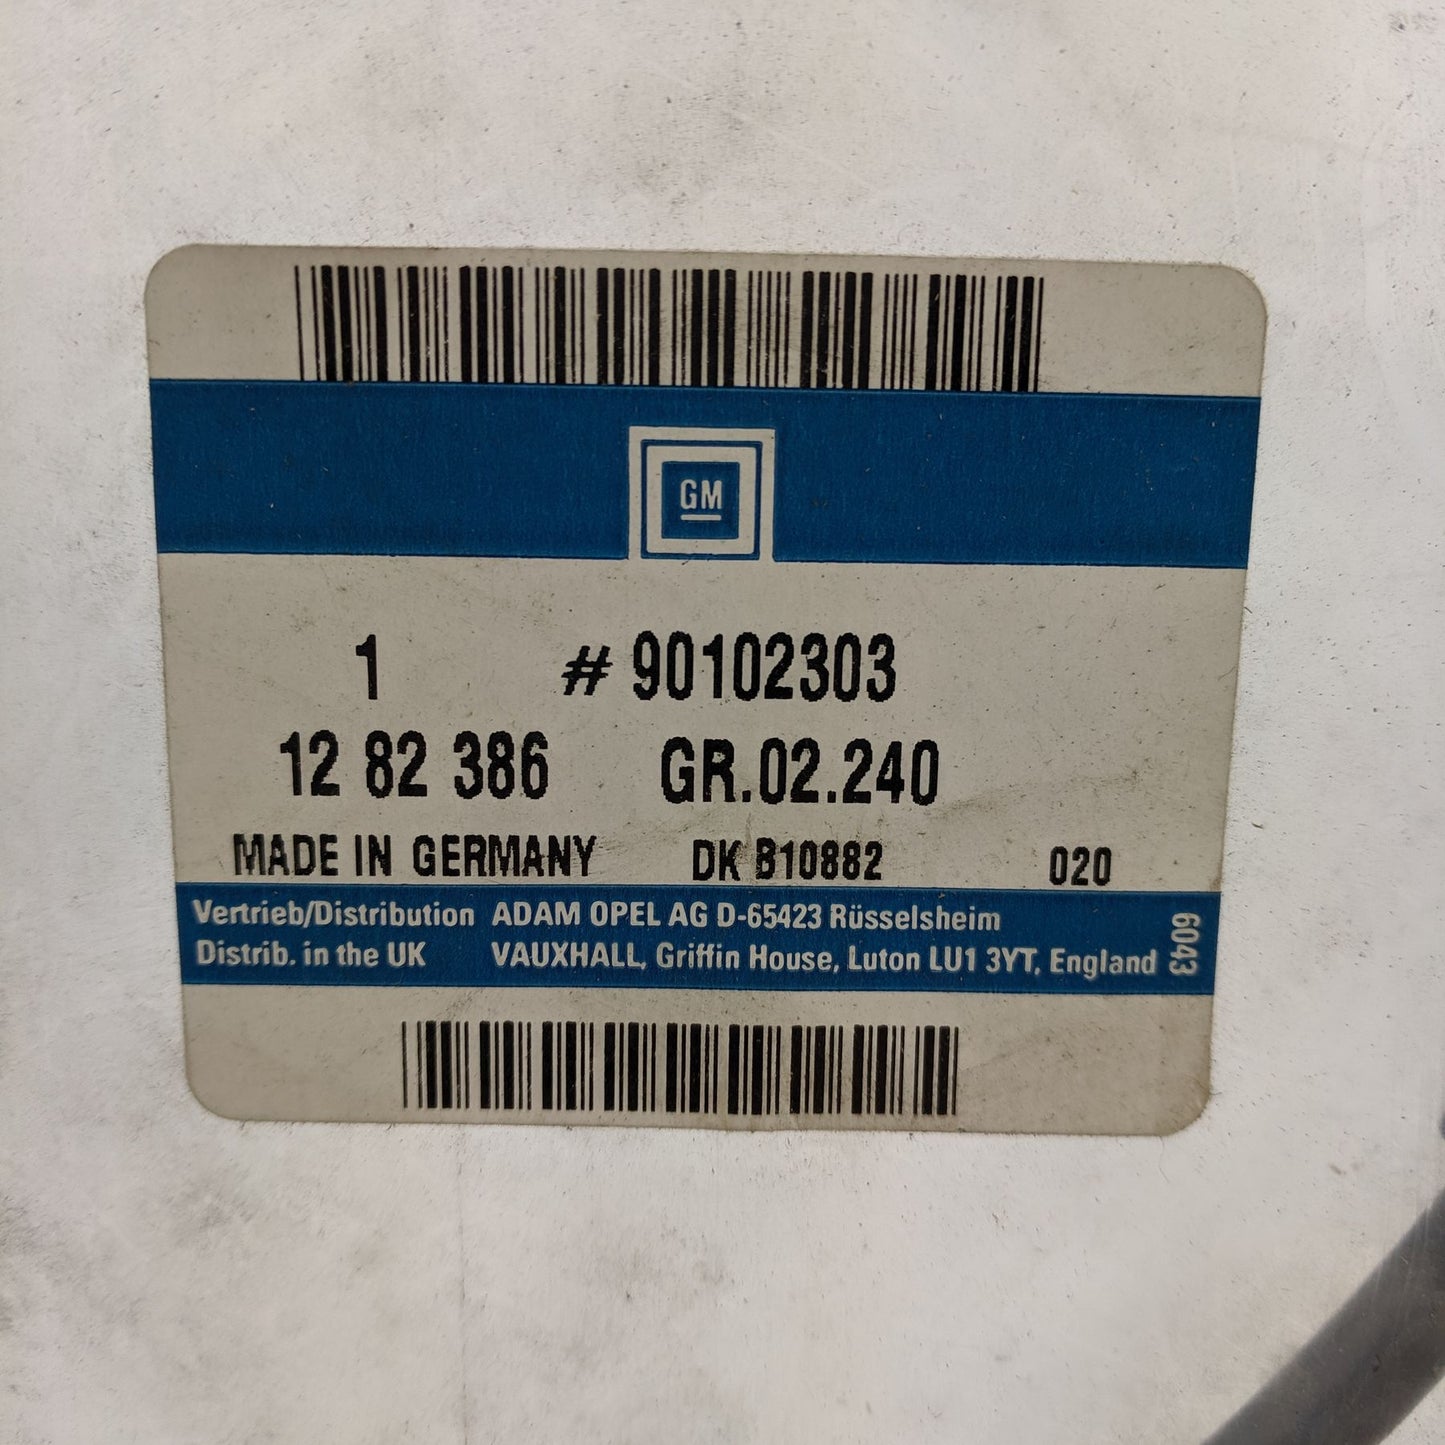 GM
1 # 90102303
12 82 386 GR.02.240
MADE IN GERMANY DK B10882 020
Vertrieb/Distribution ADAM OPEL AG D-65423 Rüsselsheim
Distrib. in the UK VAUXHALL, Griffin House, Luton LU1 3YT, England
6043